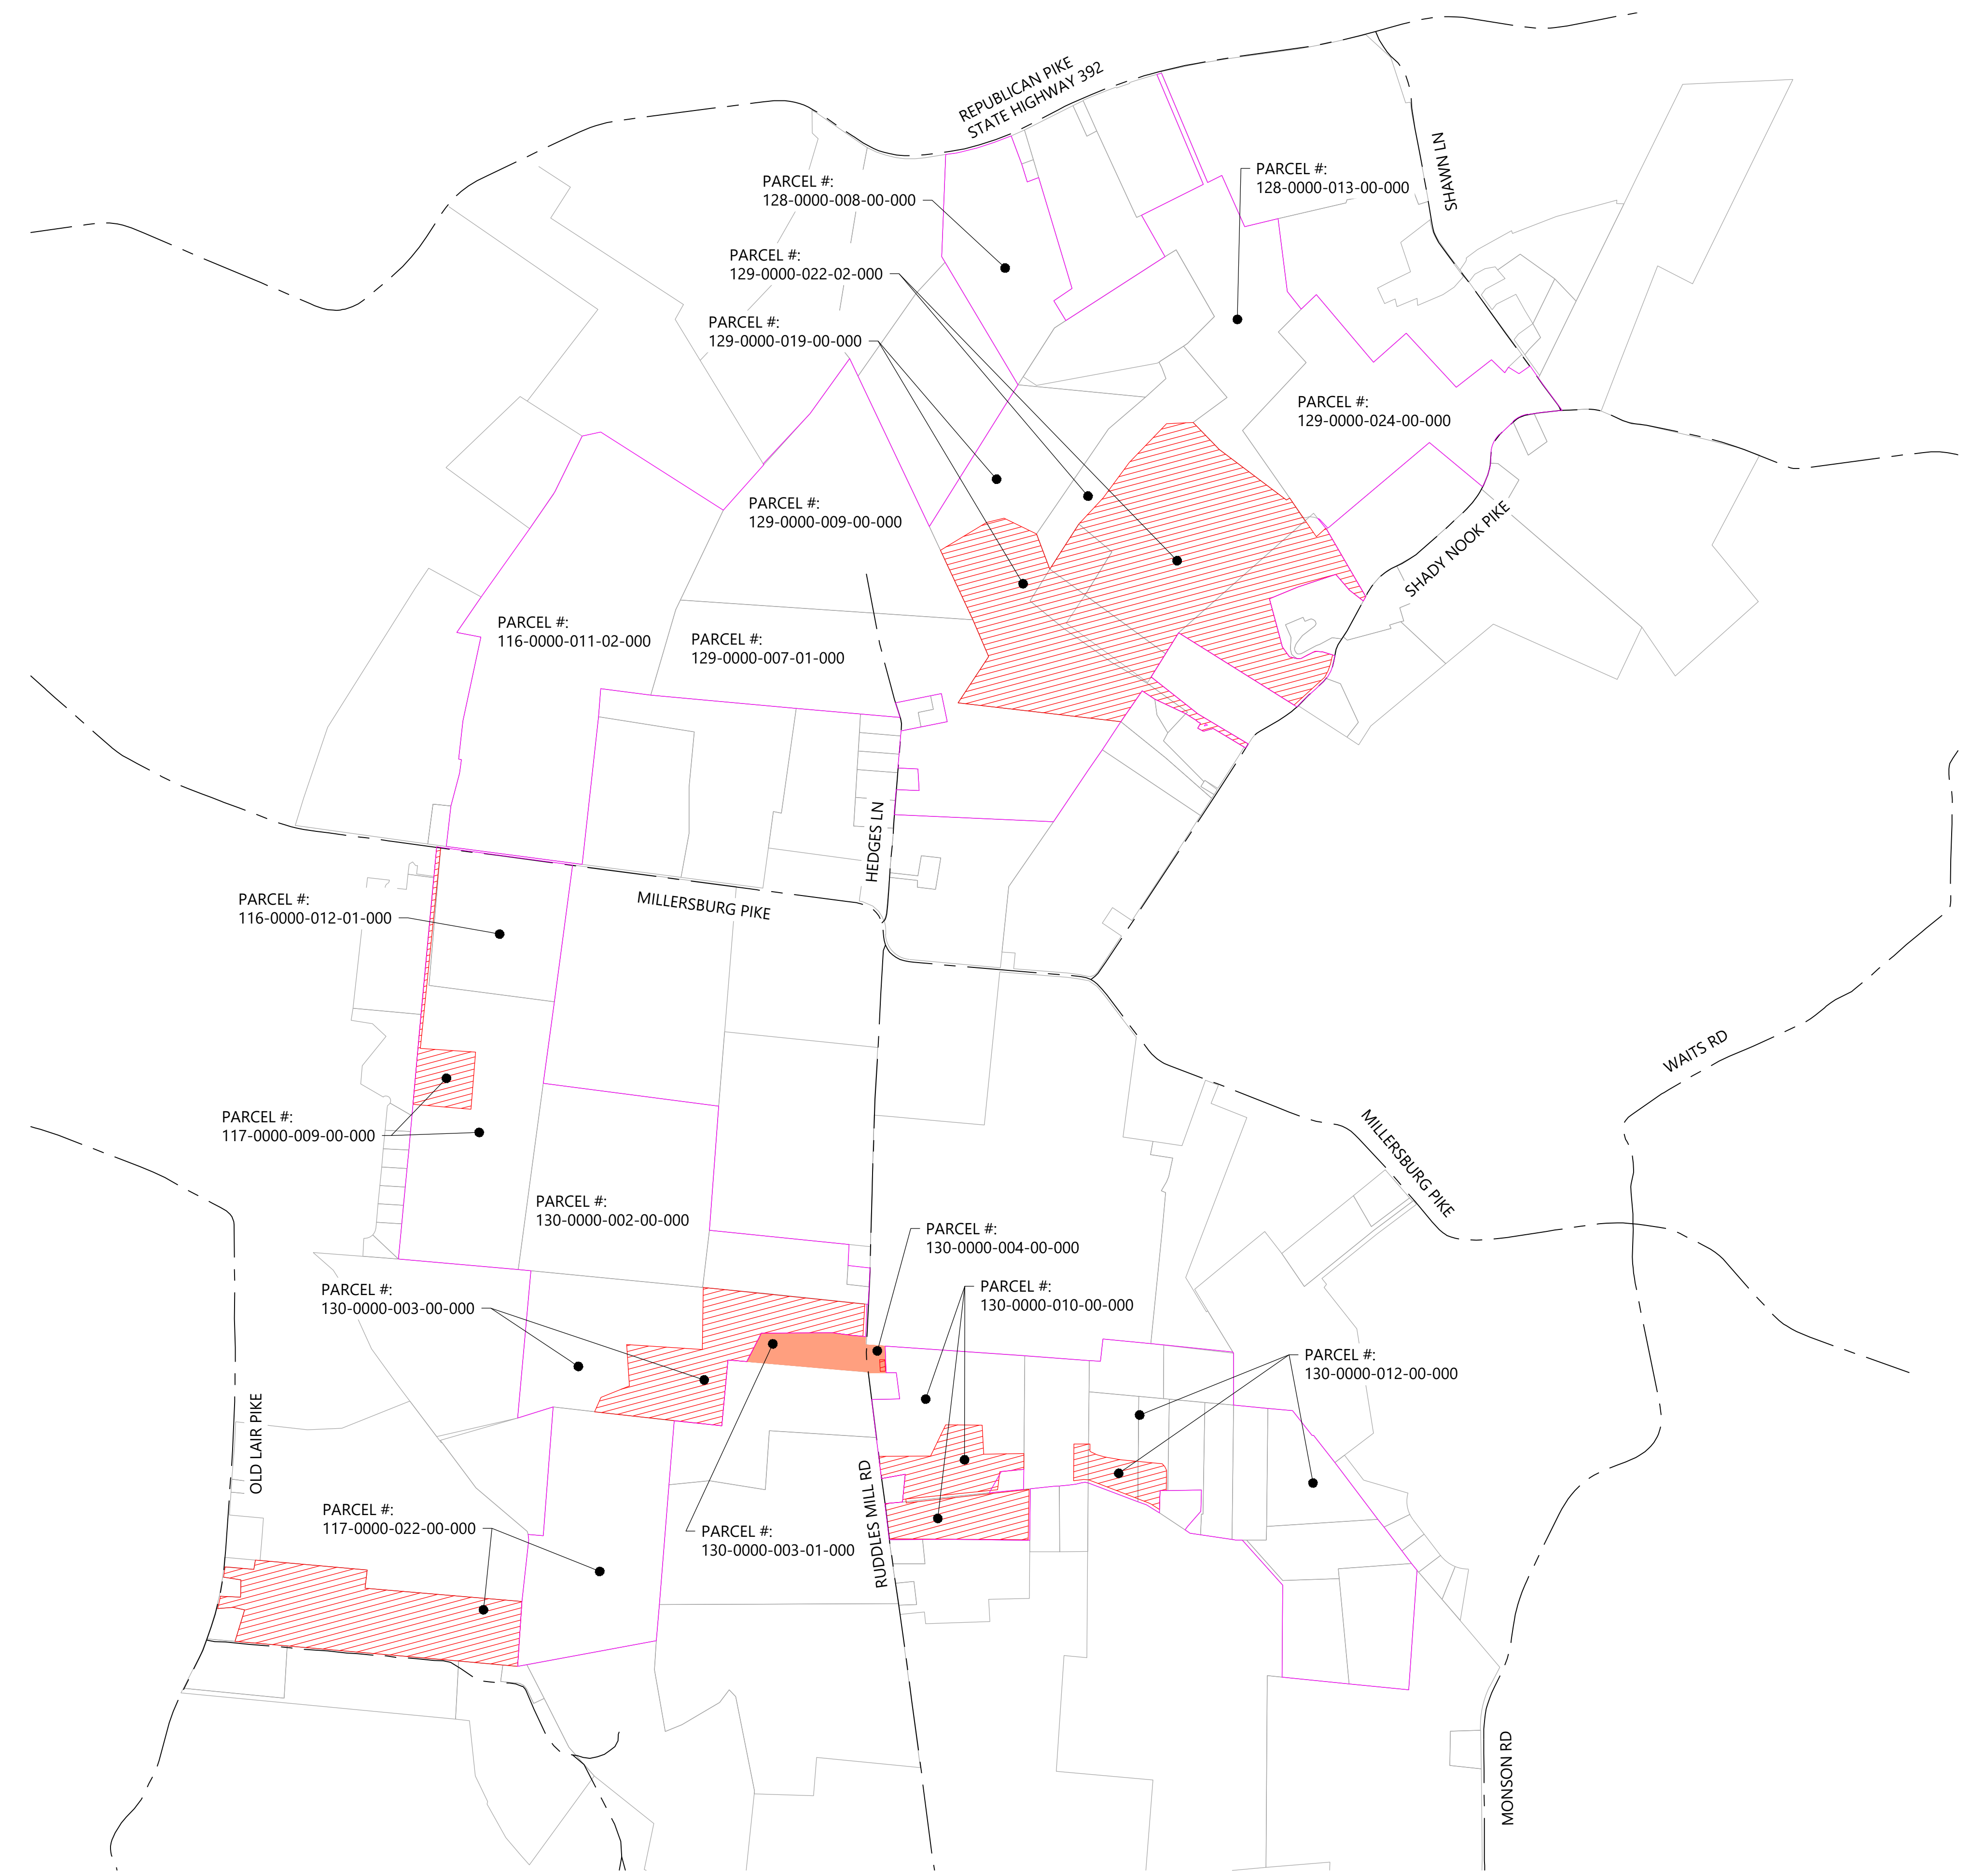 REPUBLICAN PIKE
STATE HIGHWAY 392
SHAWN LN
PARCEL #:
128-0000-013-00-000
PARCEL #:
128-0000-008-00-000
PARCEL #:
129-0000-022-02-000
PARCEL #:
129-0000-019-00-000
PARCEL #:
129-0000-024-00-000
PARCEL #:
129-0000-009-00-000
SHADY NOOK PIKE
PARCEL #:
116-0000-011-02-000
PARCEL #:
129-0000-007-01-000
HEDGES LN
PARCEL #:
116-0000-012-01-000
MILLERSBURG PIKE
WAITS RD
PARCEL #:
117-0000-009-00-000
MILLERSBURG PIKE
PARCEL #:
130-0000-002-00-000
PARCEL #:
130-0000-004-00-000
PARCEL #:
130-0000-003-00-000
PARCEL #:
130-0000-010-00-000
PARCEL #:
130-0000-012-00-000
OLD LAIR PIKE
RUDDLES MILL RD
PARCEL #:
117-0000-022-00-000
PARCEL #:
130-0000-003-01-000
MONSON RD